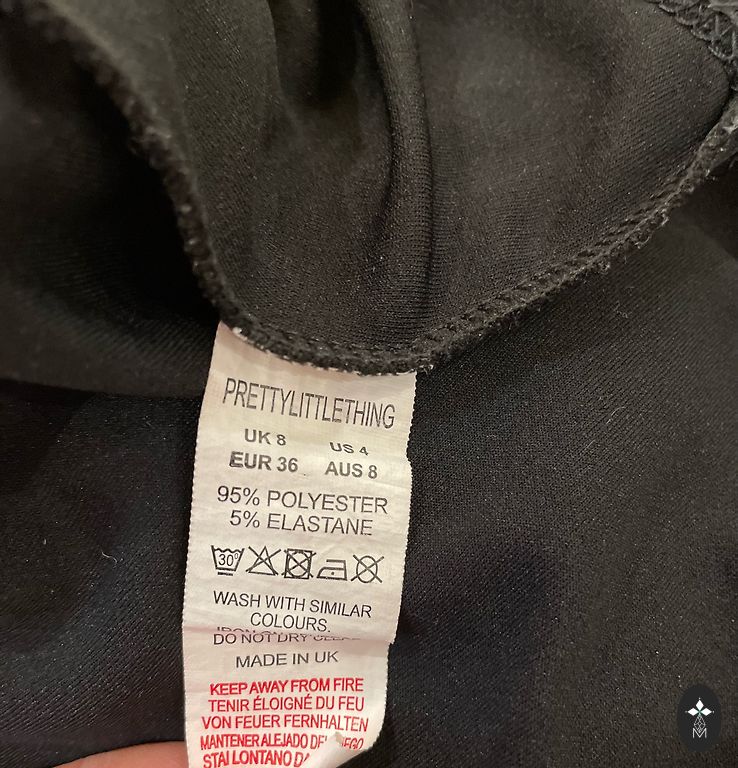 PRETTYLITTLETHING
UK 8 US 4
EUR 36 AUS 8
95% POLYESTER
5% ELASTANE
30°
WASH WITH SIMILAR
COLOURS.
DO NOT DRY
MADE IN UK
KEEP AWAY FROM FIRE
TENIR ÉLOIGNÉ DU FEU
VON FEUER FERNHALTEN
MANTENER ALEJADO
STAI LONTANO